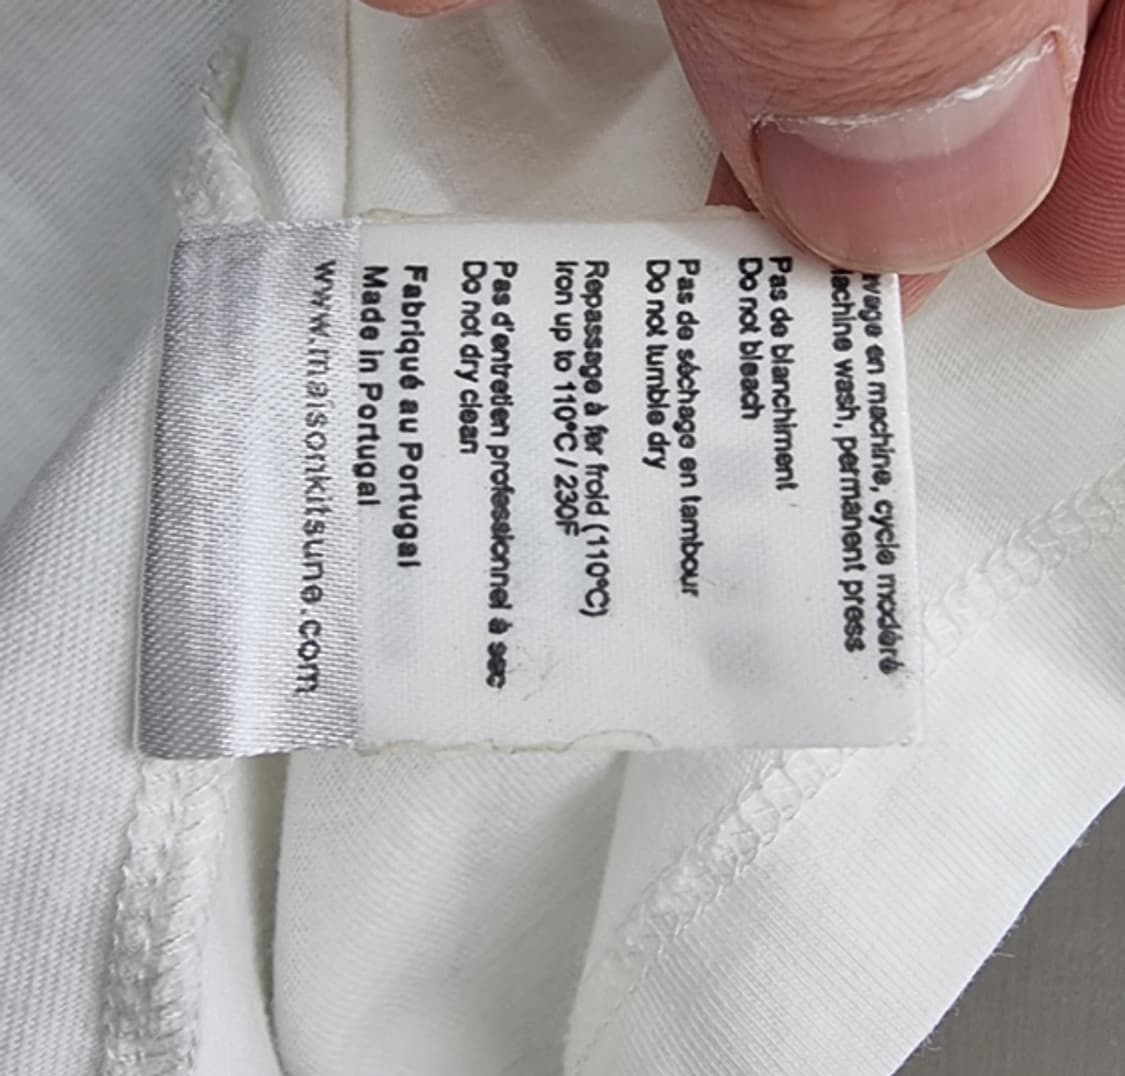 en machine, cycle modéré
wash, permanent press
Pas de blanchiment
Do not bleach
Pas de séchage en tambour
Do not tumble dry
Repassage à fer froid (110°C)
Iron up to 110°C / 230F
Pas d'entretien professionnel à sec
Do not dry clean
Fabriqué au Portugal
Made in Portugal
www.maisonkitsune.com